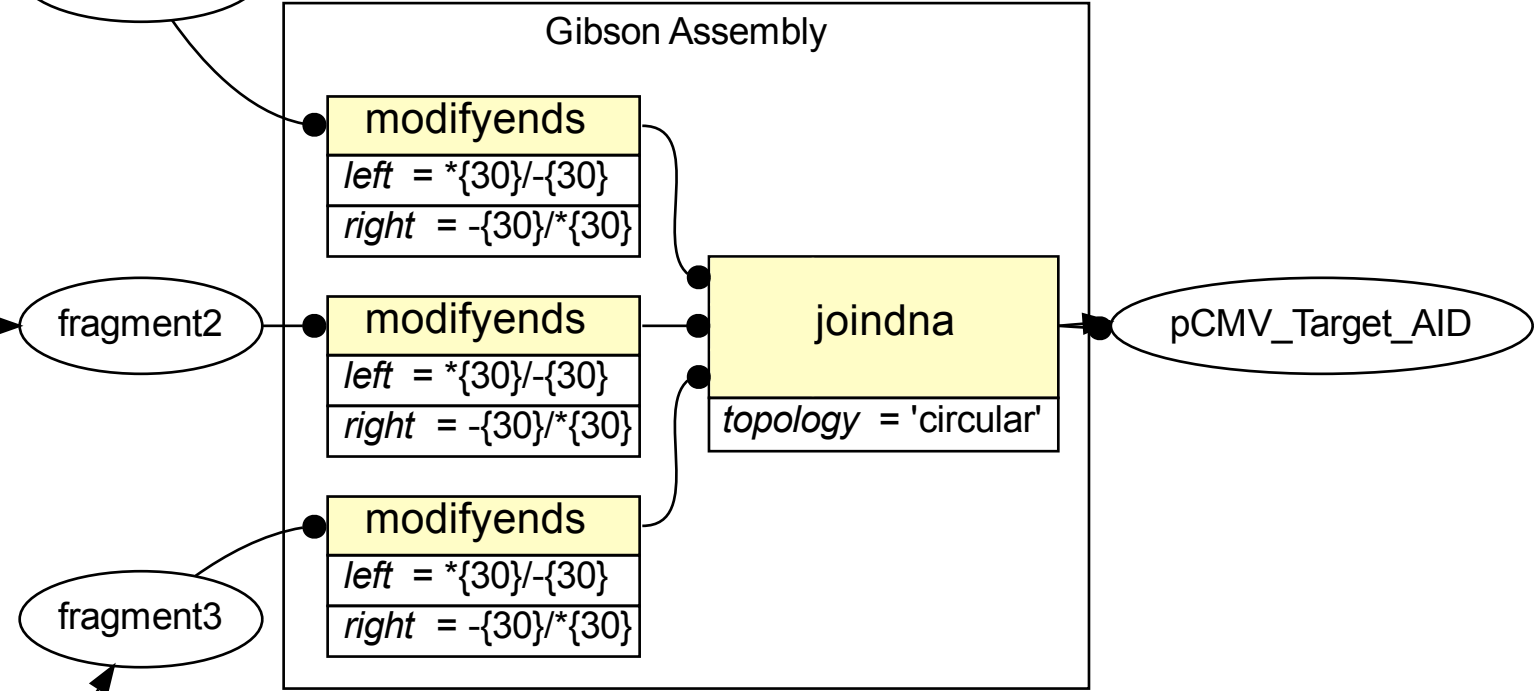 Gibson Assembly
modifyends
left = *{30}/-{30}
right = -{30}/*{30}
fragment2
modifyends
left = *{30}/-{30}
right = -{30}/*{30}
joindna
topology = 'circular'
pCMV_Target_AID
modifyends
left = *{30}/-{30}
right = -{30}/*{30}
fragment3